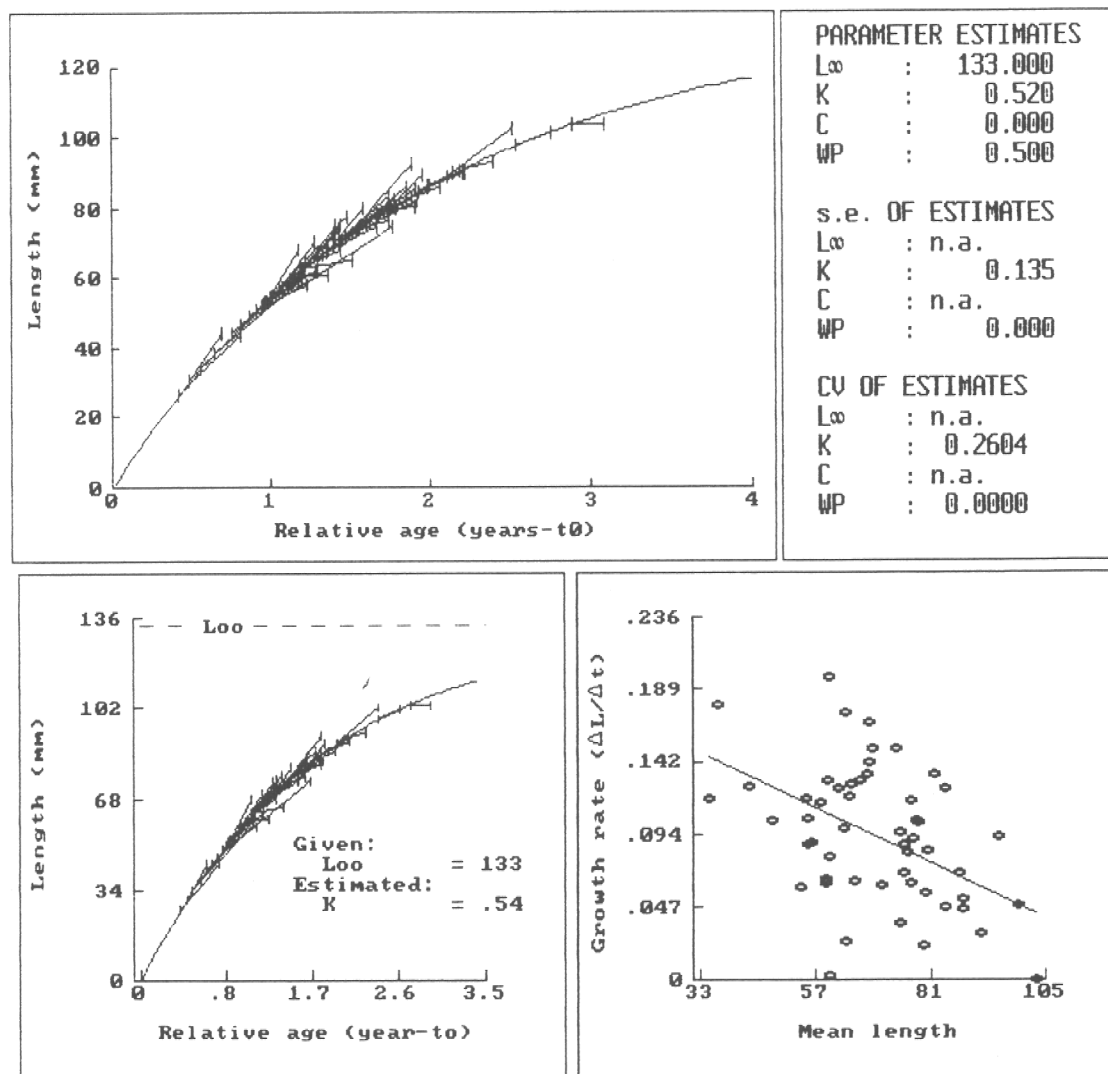 Length (mm)
120
100
80
60
40
20
0
0
1
2
3
4
Relative age (years-t0)
PARAMETER ESTIMATES
L∞ : 133.000
K : 0.520
C : 0.000
WP : 0.500
s.e. OF ESTIMATES
L∞ : n.a.
K : 0.135
C : n.a.
WP : 0.000
CV OF ESTIMATES
L∞ : n.a.
K : 0.2604
C : n.a.
WP : 0.0000
Length (mm)
136
102
68
34
0
Loo
Given:
Loo = 133
Estimated:
K = .54
0
.8
1.7
2.6
3.5
Relative age (year-to)
Growth rate (ΔL/Δt)
.236
.189
.142
.094
.047
0
33
57
81
105
Mean length